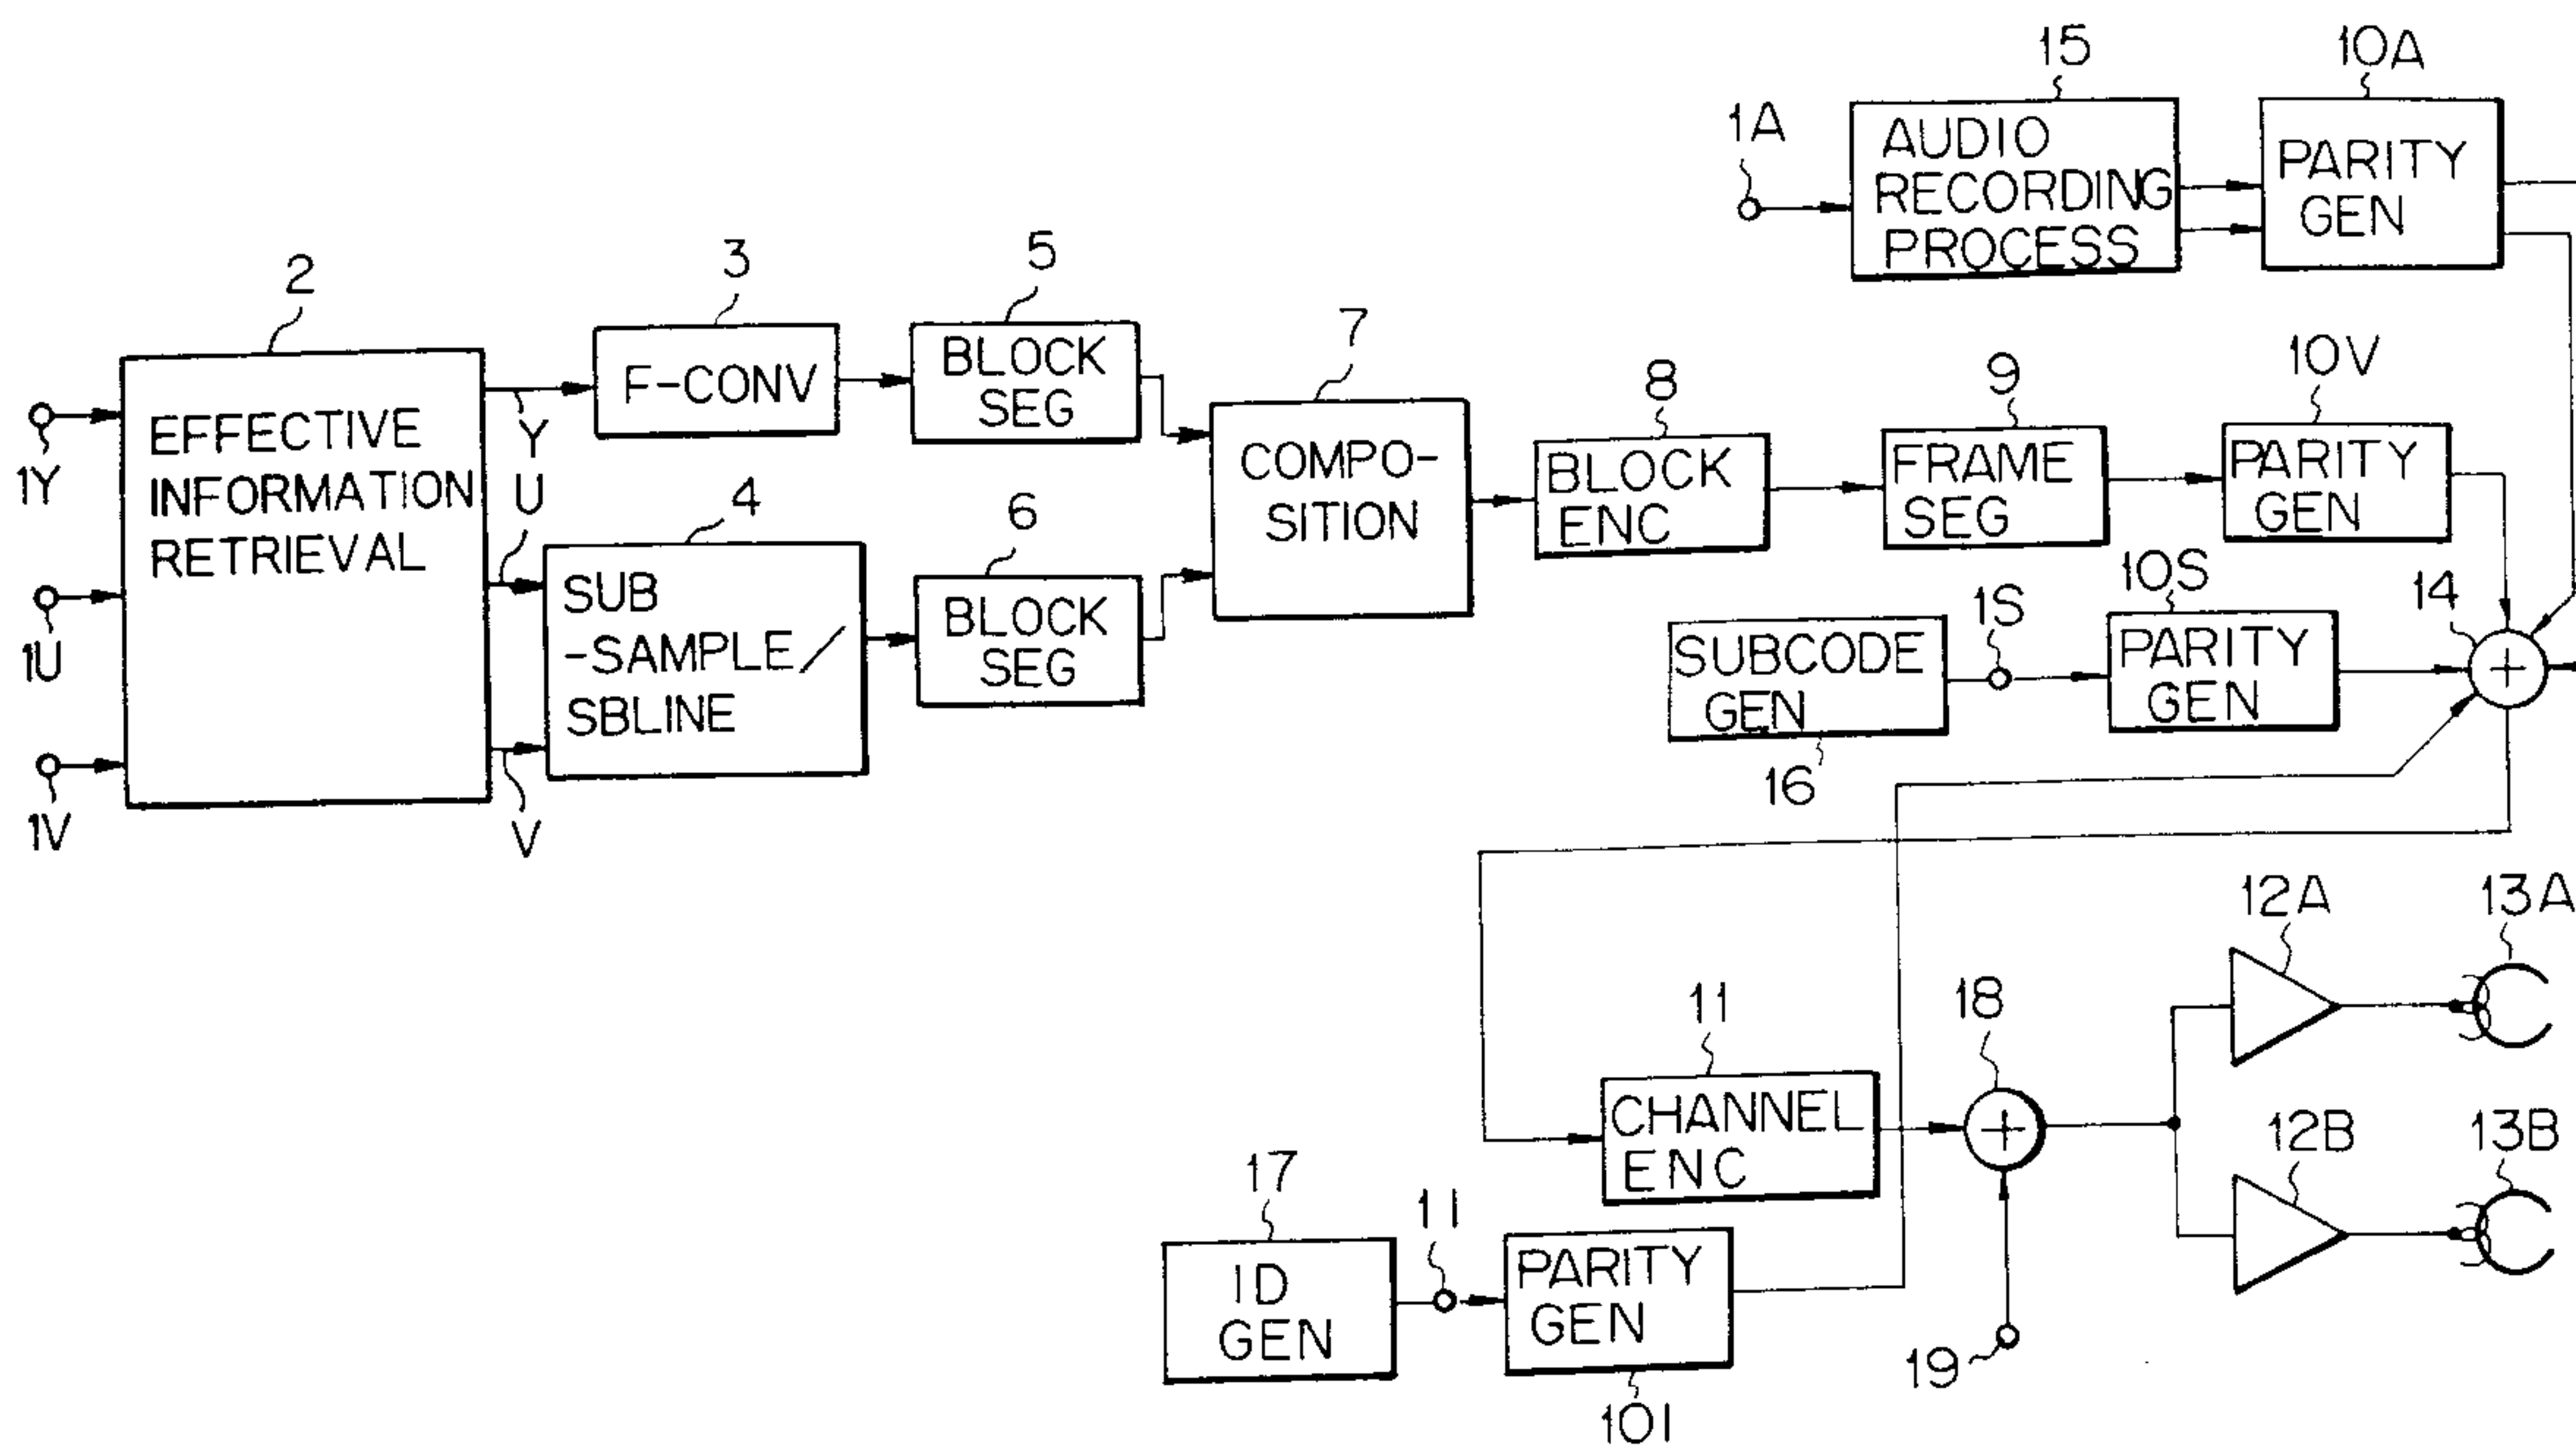 15
10A
1A
AUDIO
RECORDING
PROCESS
PARITY
GEN
2
3
5
7
8
9
10V
1Y
EFFECTIVE
INFORMATION
RETRIEVAL
Y
U
F-CONV
BLOCK
SEG
COMPO-
SITION
BLOCK
ENC
FRAME
SEG
PARITY
GEN
4
6
1S
10S
14
1U
SUB
-SAMPLE/
SBLINE
BLOCK
SEG
SUBCODE
GEN
PARITY
GEN
+
16
1V
V
12A
13A
11
18
CHANNEL
ENC
+
12B
13B
17
11
ID
GEN
PARITY
GEN
19
101